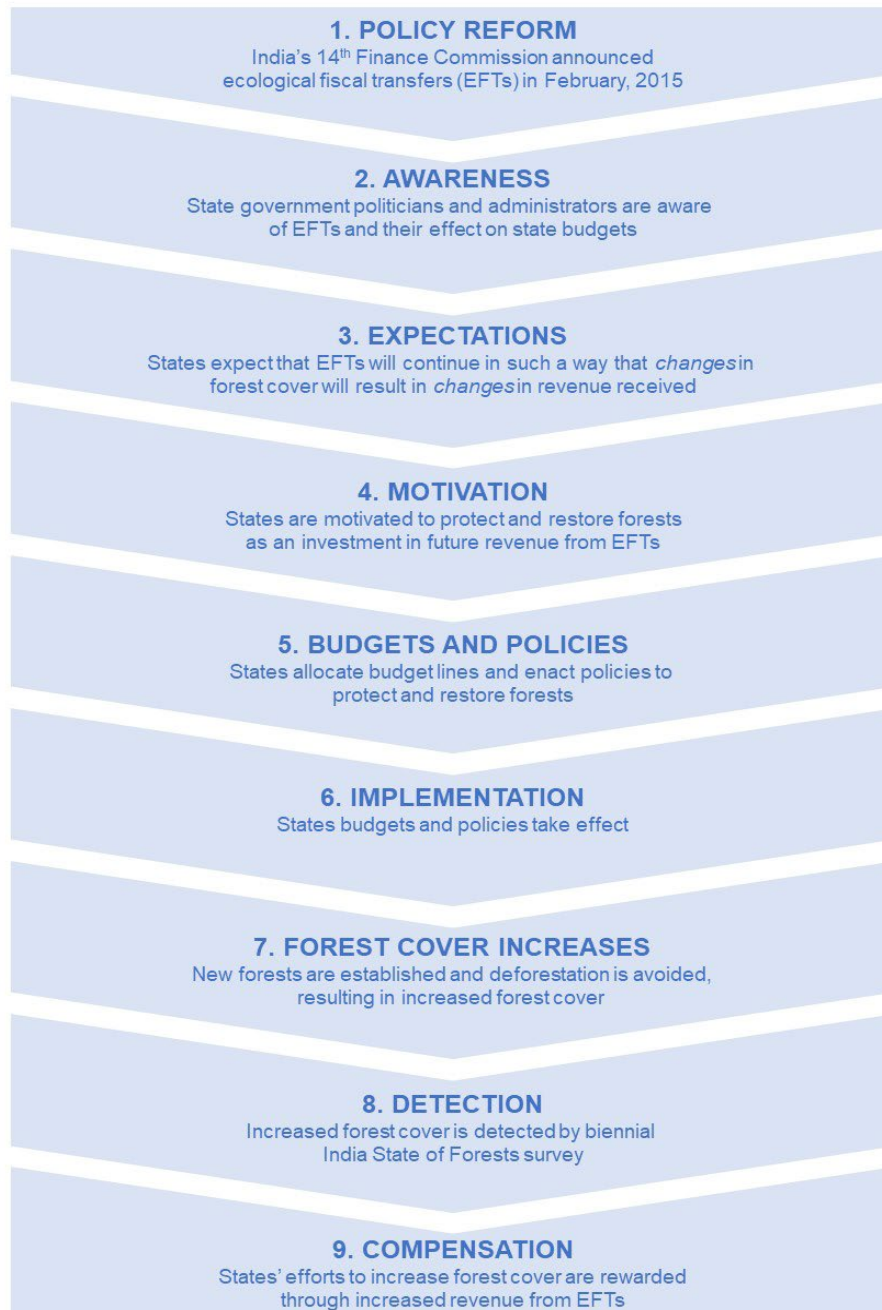 1. POLICY REFORM
India's 14th Finance Commission announced
ecological fiscal transfers (EFTs) in February, 2015
2. AWARENESS
State government politicians and administrators are aware
of EFTs and their effect on state budgets
3. EXPECTATIONS
States expect that EFTs will continue in such a way that changes in
forest cover will result in changes in revenue received
4. MOTIVATION
States are motivated to protect and restore forests
as an investment in future revenue from EFTs
5. BUDGETS AND POLICIES
States allocate budget lines and enact policies to
protect and restore forests
6. IMPLEMENTATION
States budgets and policies take effect
7. FOREST COVER INCREASES
New forests are established and deforestation is avoided,
resulting in increased forest cover
8. DETECTION
Increased forest cover is detected by biennial
India State of Forests survey
9. COMPENSATION
States' efforts to increase forest cover are rewarded
through increased revenue from EFTs